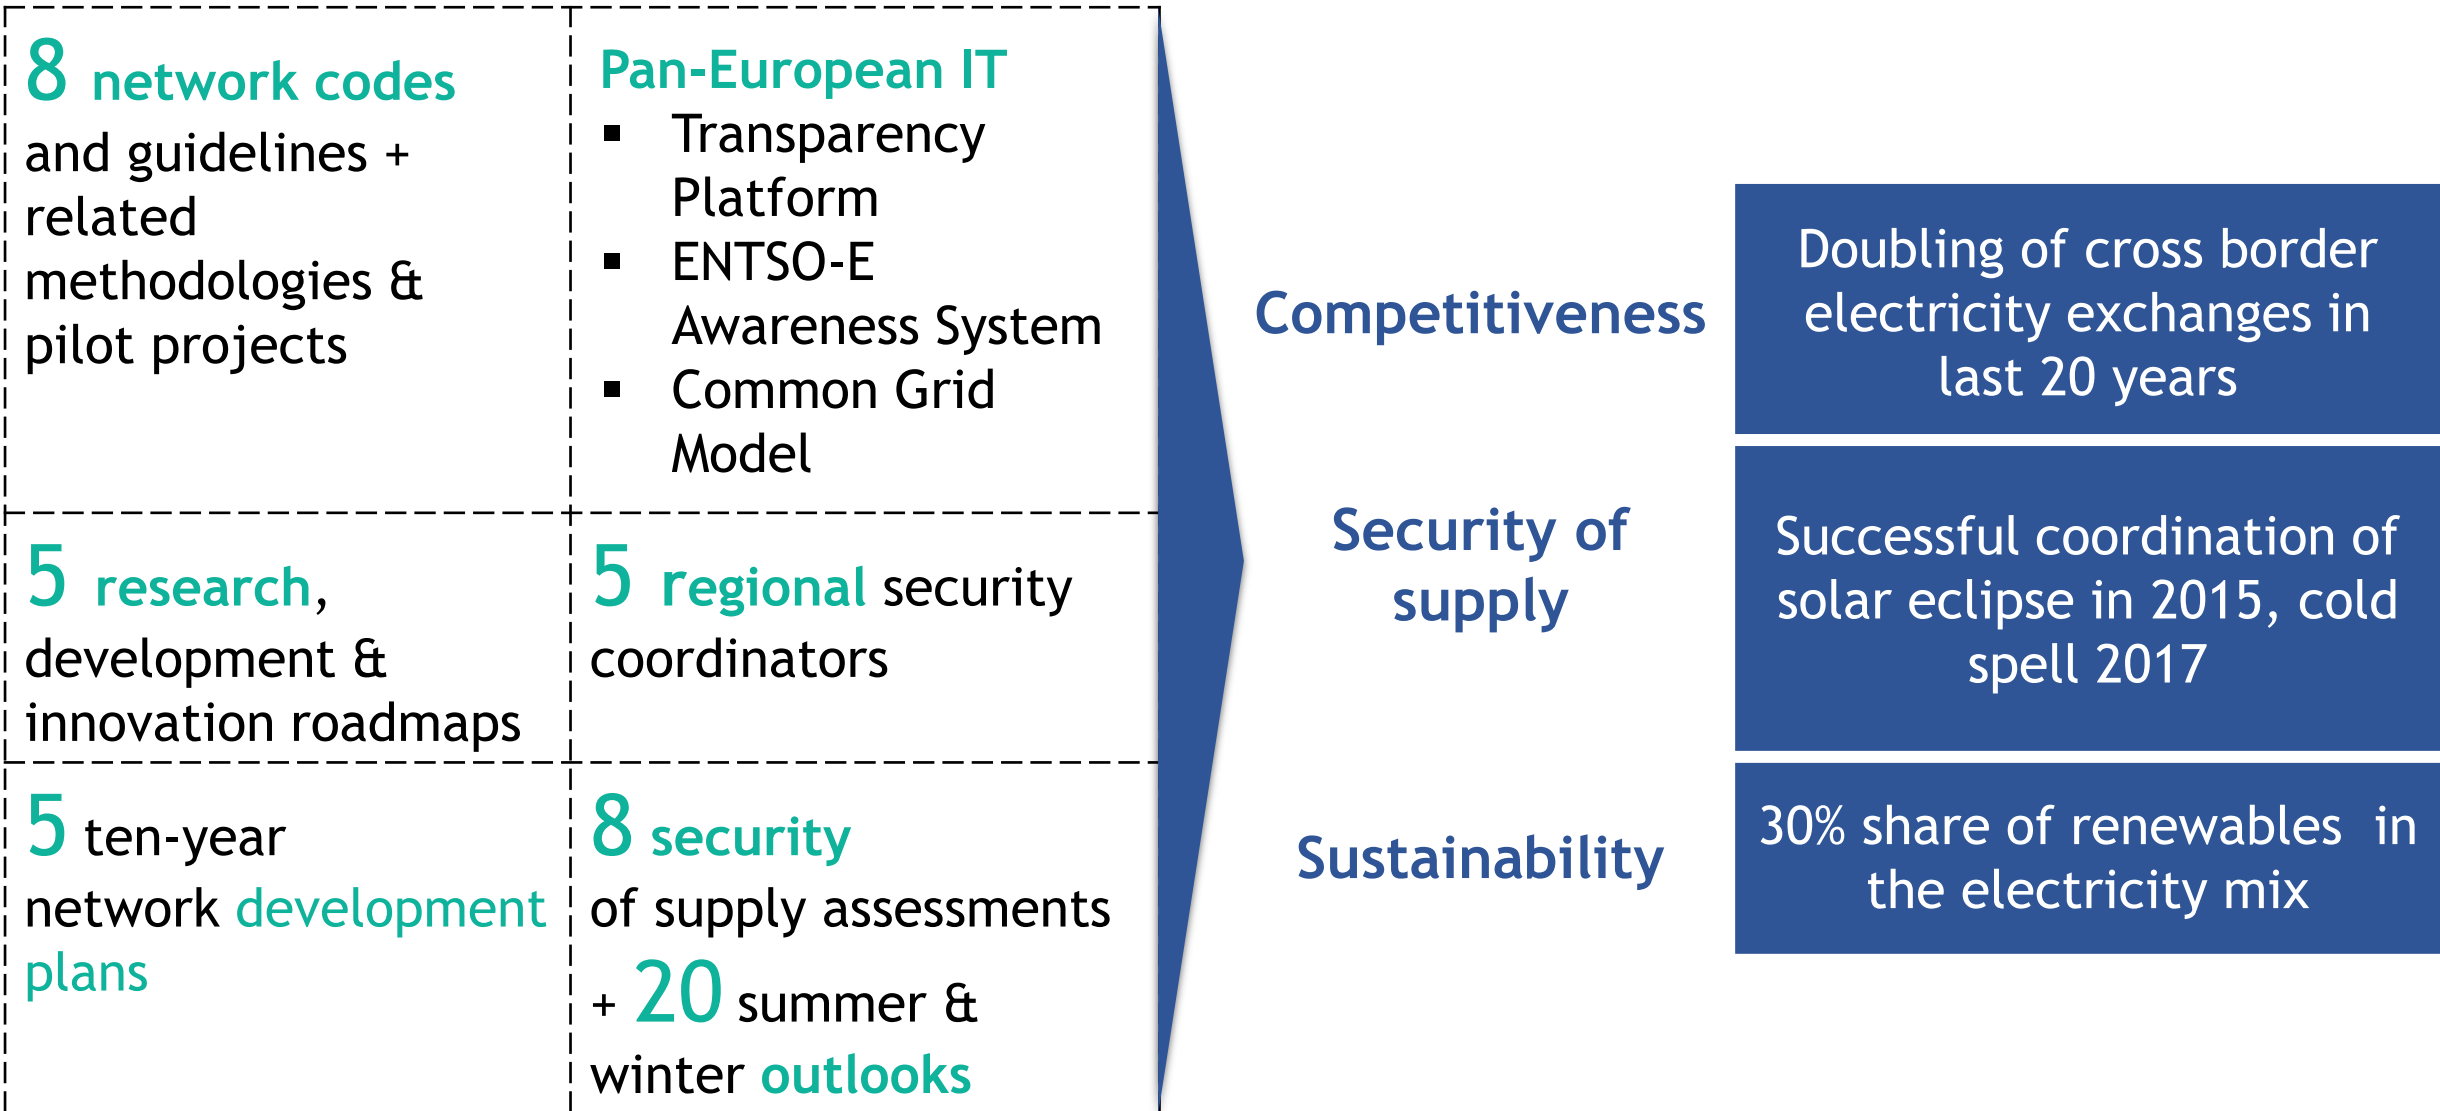 8 network codes
and guidelines +
related
methodologies &
pilot projects
Pan-European IT
▪ Transparency
Platform
▪ ENTSO-E
Awareness System
▪ Common Grid
Model
5 research,
development &
innovation roadmaps
5 regional security
coordinators
5 ten-year
network development
plans
8 security
of supply assessments
+ 20 summer &
winter outlooks
Competitiveness
Doubling of cross border
electricity exchanges in
last 20 years
Security of
supply
Successful coordination of
solar eclipse in 2015, cold
spell 2017
Sustainability
30% share of renewables in
the electricity mix